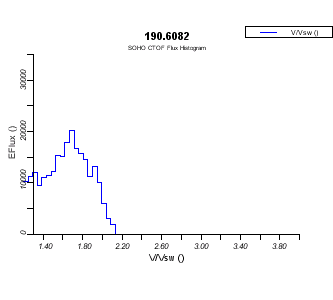 V/Vsw ()
190.6082
SOHO CTOF Flux Histogram
30000
20000
10000
0
EFlux ()
1.40 1.80 2.20 2.60 3.00 3.40 3.80
V/Vsw ()